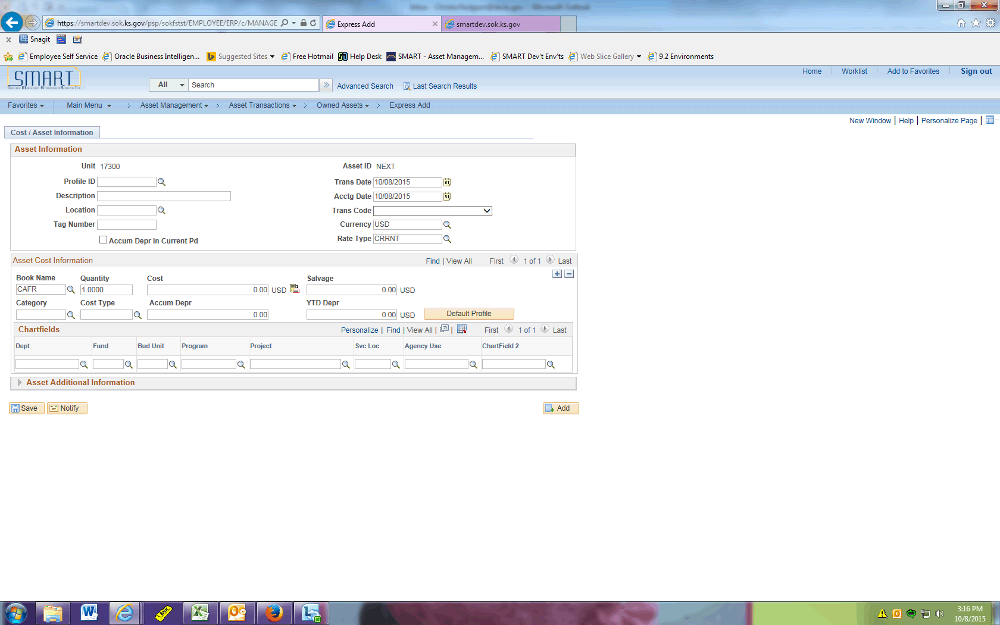 https://smartdev.sok.ks.gov/psp/sokfstst/EMPLOYEE/ERP/c/MANAGE
Express Add
smartdev.sok.ks.gov
Snagit
Employee Self Service
Oracle Business Intelligen...
Suggested Sites
Free Hotmail
Help Desk
SMART - Asset Managem...
SMART Dev't Env'ts
Web Slice Gallery
9.2 Environments
SMART
Home
Worklist
Add to Favorites
Sign out
All
Search
Advanced Search
Last Search Results
Favorites
Main Menu
Asset Management
Asset Transactions
Owned Assets
Express Add
New Window | Help | Personalize Page |
Cost / Asset Information
Asset Information
Unit 17300
Asset ID NEXT
Profile ID
Trans Date 10/08/2015
Description
Acctg Date 10/08/2015
Location
Trans Code
Tag Number
Currency USD
Accum Depr in Current Pd
Rate Type CRRNT
Asset Cost Information
Find | View All First 1 of 1 Last
Book Name Quantity Cost Salvage
CAFR 1.0000 0.00 USD 0.00 USD
Category Cost Type Accum Depr YTD Depr
0.00 0.00 USD Default Profile
Chartfields
Personalize | Find | View All | | First 1 of 1 Last
Dept Fund Bud Unit Program Project Svc Loc Agency Use ChartField 2
Asset Additional Information
Save Notify Add
3:16 PM
10/8/2015